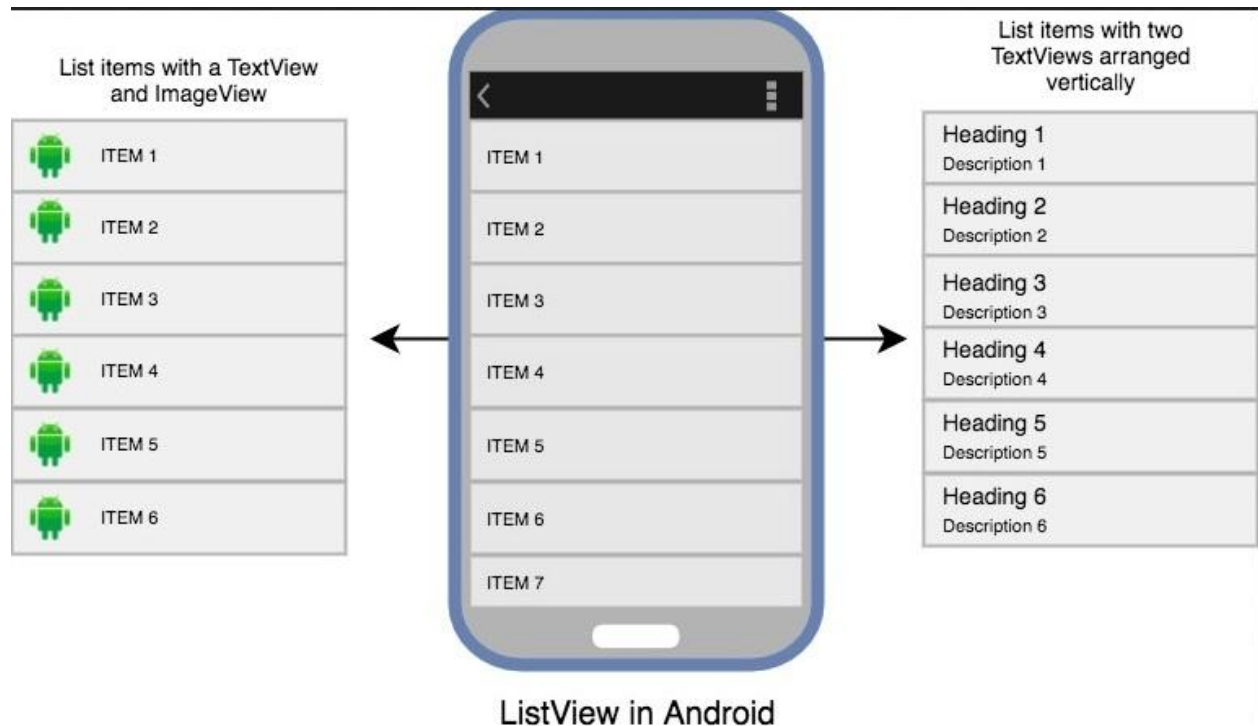 List items with a TextView
and ImageView
ITEM 1
ITEM 2
ITEM 3
ITEM 4
ITEM 5
ITEM 6
ITEM 1
ITEM 2
ITEM 3
ITEM 4
ITEM 5
ITEM 6
ITEM 7
List items with two
TextViews arranged
vertically
Heading 1
Description 1
Heading 2
Description 2
Heading 3
Description 3
Heading 4
Description 4
Heading 5
Description 5
Heading 6
Description 6
ListView in Android